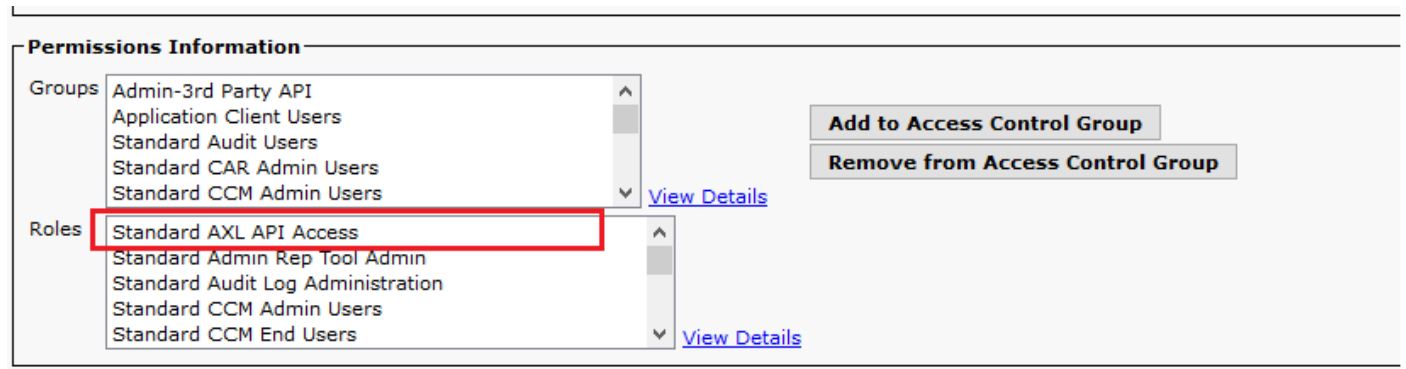 Permissions Information
Groups
Admin-3rd Party API
Application Client Users
Standard Audit Users
Standard CAR Admin Users
Standard CCM Admin Users
View Details
Add to Access Control Group
Remove from Access Control Group
Roles
Standard AXL API Access
Standard Admin Rep Tool Admin
Standard Audit Log Administration
Standard CCM Admin Users
Standard CCM End Users
View Details